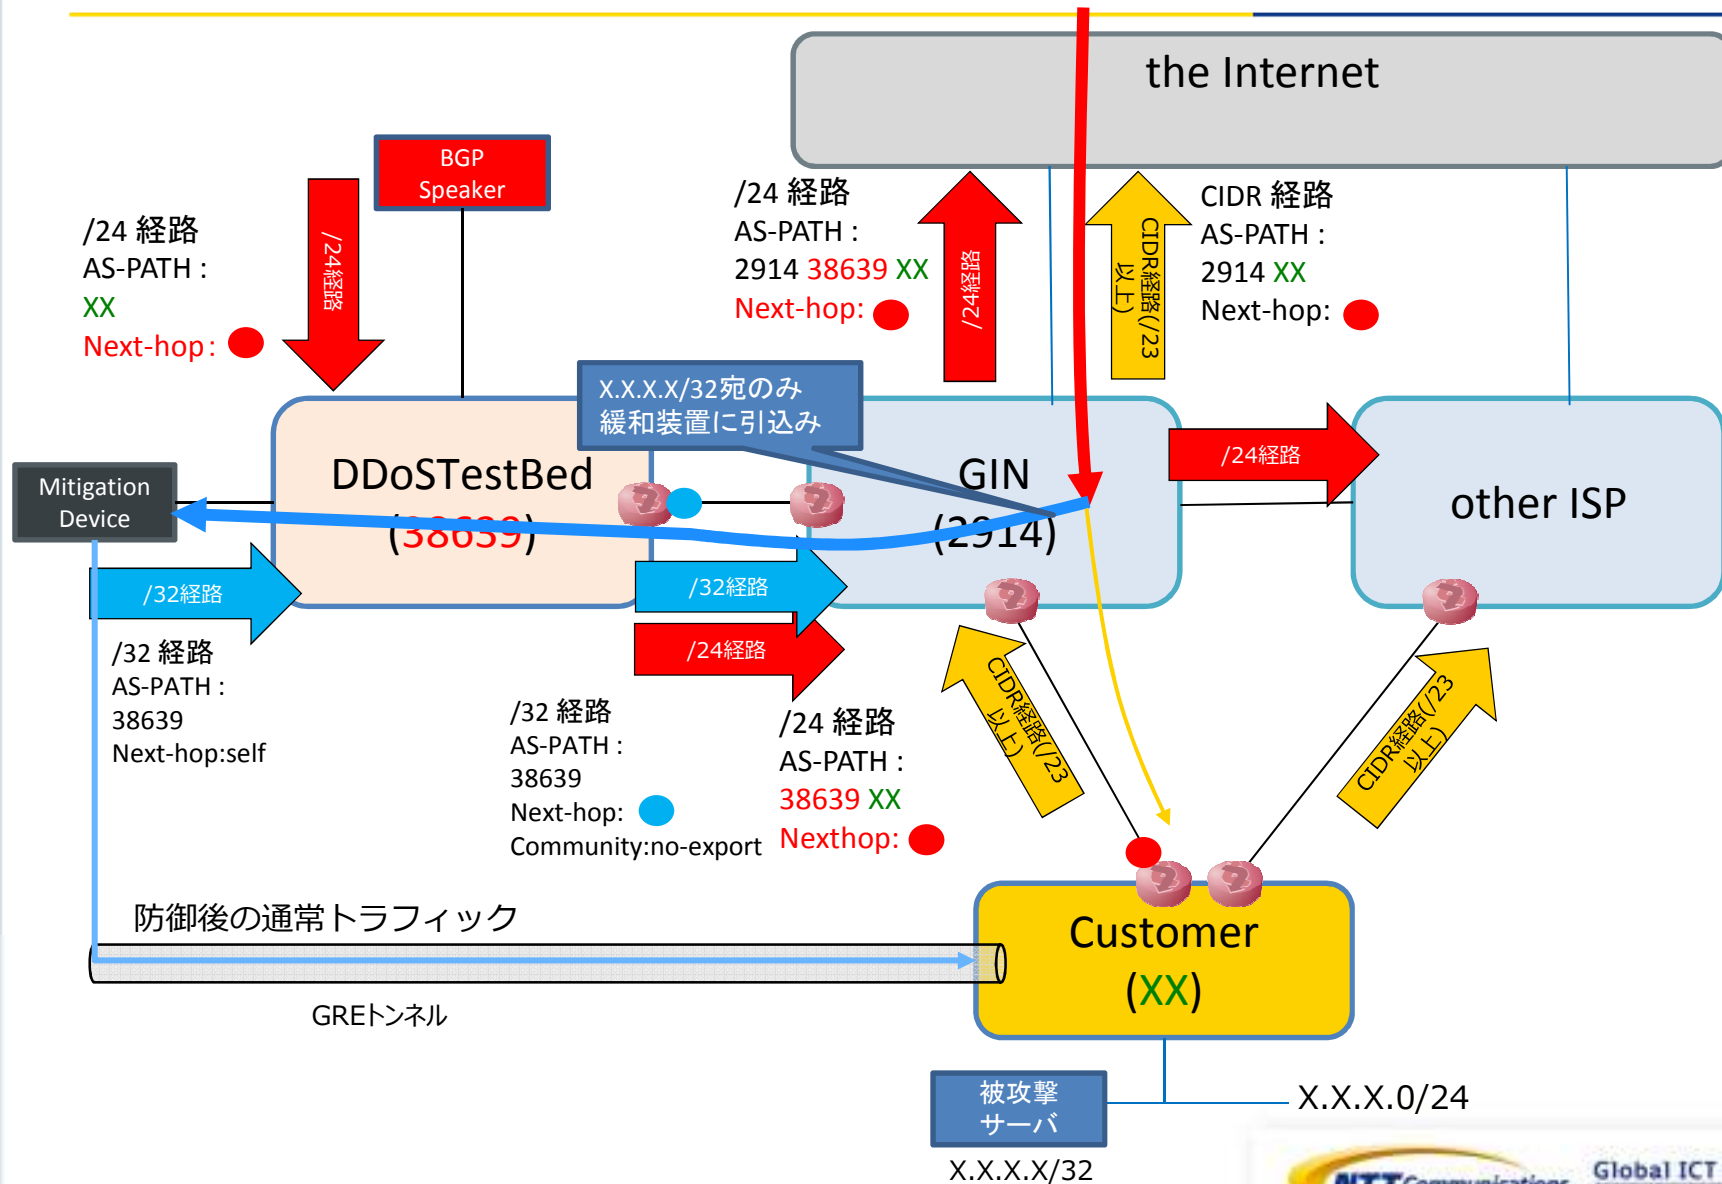 the Internet
BGP
Speaker
/24 経路
AS-PATH :
XX
Next-hop :
/24経路
/24 経路
AS-PATH :
2914 38639 XX
Next-hop:
/24経路
CIDR経路(/23
以上)
CIDR 経路
AS-PATH :
2914 XX
Next-hop:
X.X.X.X/32宛のみ
緩和装置に引込み
Mitigation
Device
DDoSTestBed
(38639)
GIN
(2914)
/24経路
other ISP
/32経路
/32経路
/24経路
/32 経路
AS-PATH :
38639
Next-hop:self
/32 経路
AS-PATH :
38639
Next-hop:
Community:no-export
/24 経路
AS-PATH :
38639 XX
Nexthop:
CIDR経路(/23
以上)
CIDR経路(/23
以上)
防御後の通常トラフィック
GREトンネル
Customer
(XX)
被攻撃
サーバ
X.X.X.0/24
X.X.X.X/32
NTT Communications
Global ICT